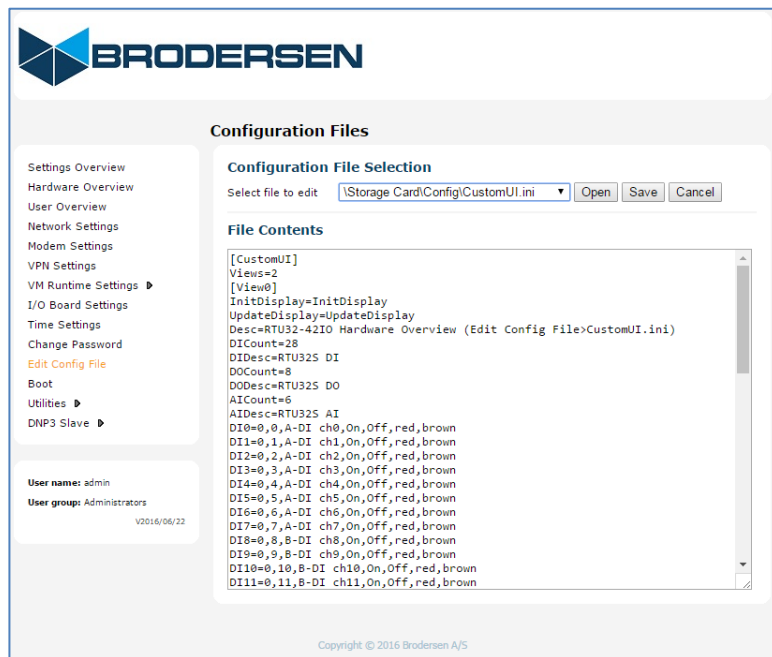 BRODERSEN
Configuration Files
Settings Overview
Hardware Overview
User Overview
Network Settings
Modem Settings
VPN Settings
VM Runtime Settings
I/O Board Settings
Time Settings
Change Password
Edit Config File
Boot
Utilities
DNP3 Slave
User name: admin
User group: Administrators
V2016/06/22
Configuration File Selection
Select file to edit \Storage Card\Config\CustomUI.ini Open Save Cancel
File Contents
[CustomUI]
Views=2
[View0]
InitDisplay=InitDisplay
UpdateDisplay=UpdateDisplay
Desc=RTU32-42IO Hardware Overview (Edit Config File>CustomUI.ini)
DICount=28
DIDesc=RTU32S DI
DOCount=8
DODesc=RTU32S DO
AICount=6
AIDesc=RTU32S AI
DI0=0,0,A-DI ch0,On,Off,red,brown
DI1=0,1,A-DI ch1,On,Off,red,brown
DI2=0,2,A-DI ch2,On,Off,red,brown
DI3=0,3,A-DI ch3,On,Off,red,brown
DI4=0,4,A-DI ch4,On,Off,red,brown
DI5=0,5,A-DI ch5,On,Off,red,brown
DI6=0,6,A-DI ch6,On,Off,red,brown
DI7=0,7,A-DI ch7,On,Off,red,brown
DI8=0,8,B-DI ch8,On,Off,red,brown
DI9=0,9,B-DI ch9,On,Off,red,brown
DI10=0,10,B-DI ch10,On,Off,red,brown
DI11=0,11,B-DI ch11,On,Off,red,brown
Copyright © 2016 Brodersen A/S